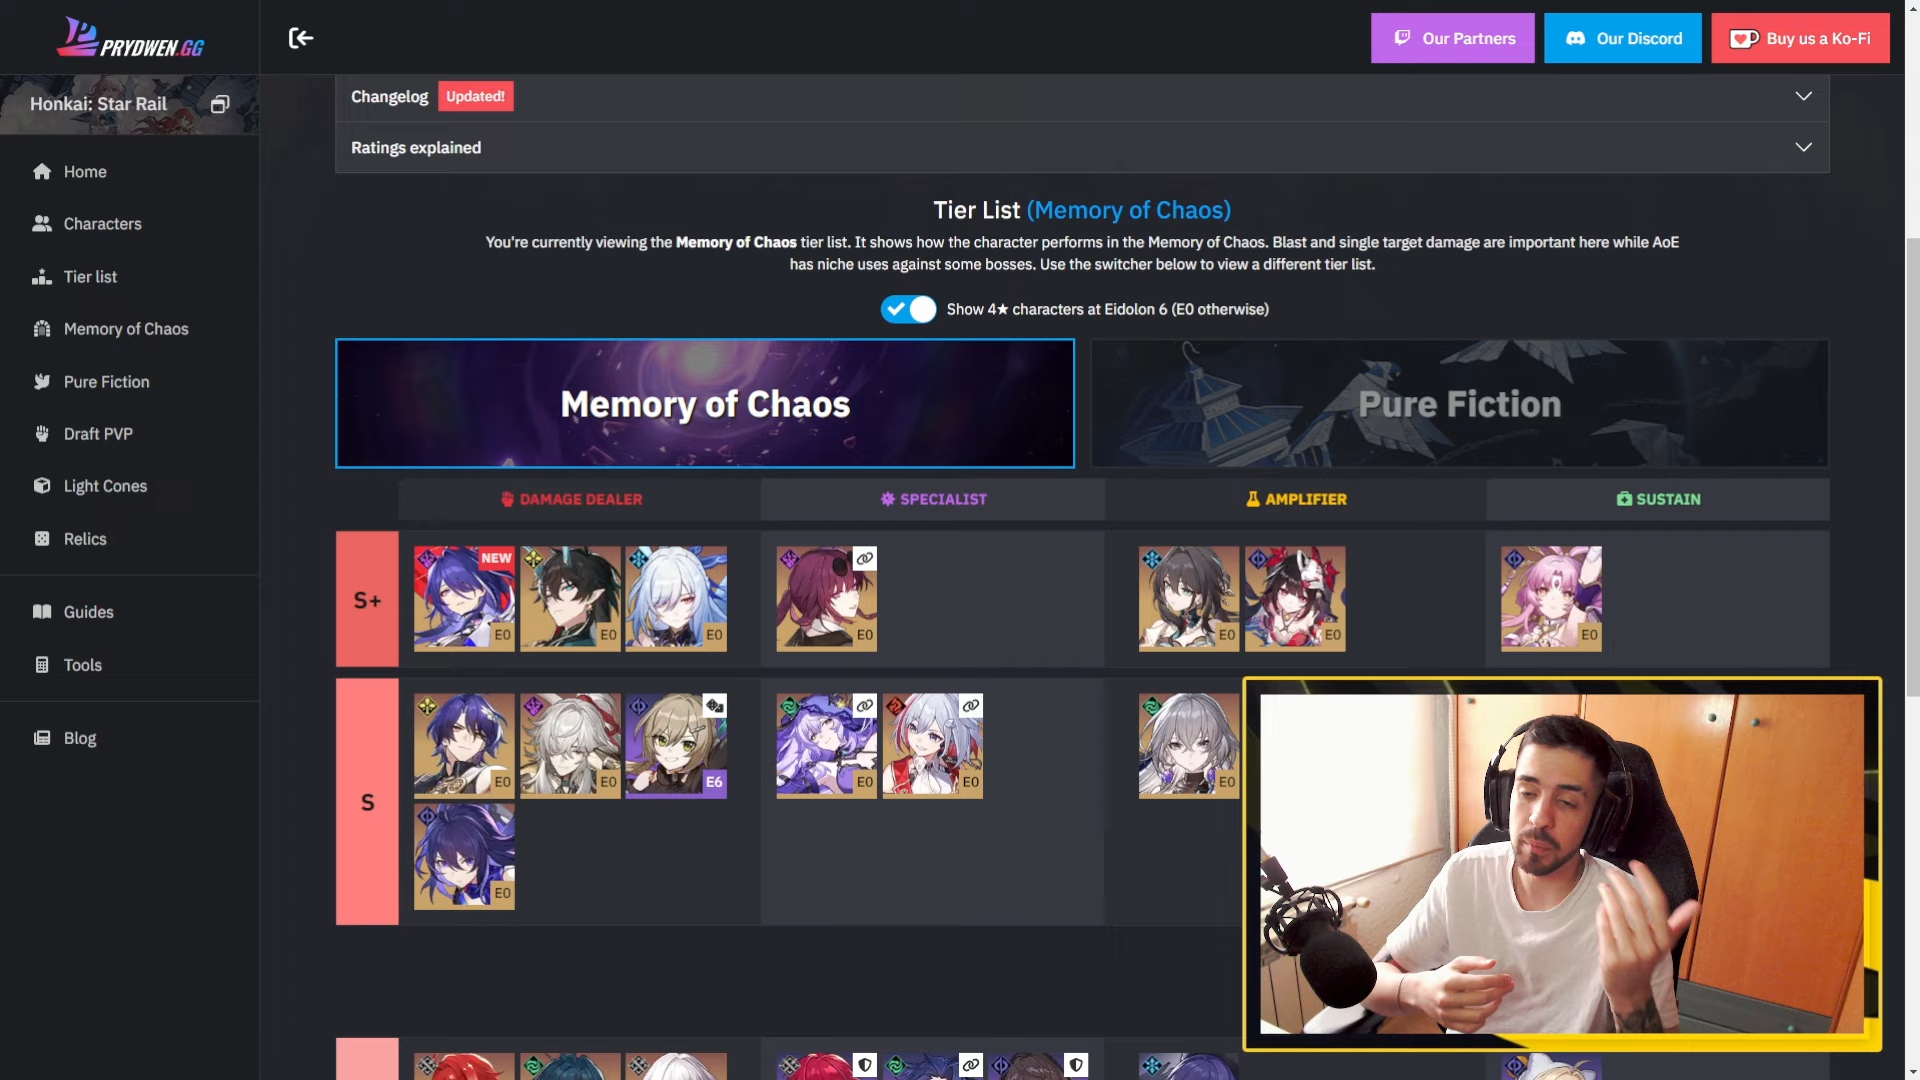 PRYDWEN.GG
Our Partners
Our Discord
Buy us a Ko-Fi
Honkai: Star Rail
Home
Characters
Tier list
Memory of Chaos
Pure Fiction
Draft PVP
Light Cones
Relics
Guides
Tools
Blog
Changelog Updated!
Ratings explained
Tier List (Memory of Chaos)
You're currently viewing the Memory of Chaos tier list. It shows how the character performs in the Memory of Chaos. Blast and single target damage are important here while AoE
has niche uses against some bosses. Use the switcher below to view a different tier list.
Show 4★ characters at Eidolon 6 (E0 otherwise)
Memory of Chaos
Pure Fiction
DAMAGE DEALER
SPECIALIST
AMPLIFIER
SUSTAIN
S+
NEW
E0
E0
E0
E0
E0
E0
E0
S
E0
E0
E6
E0
E0
E0
E0